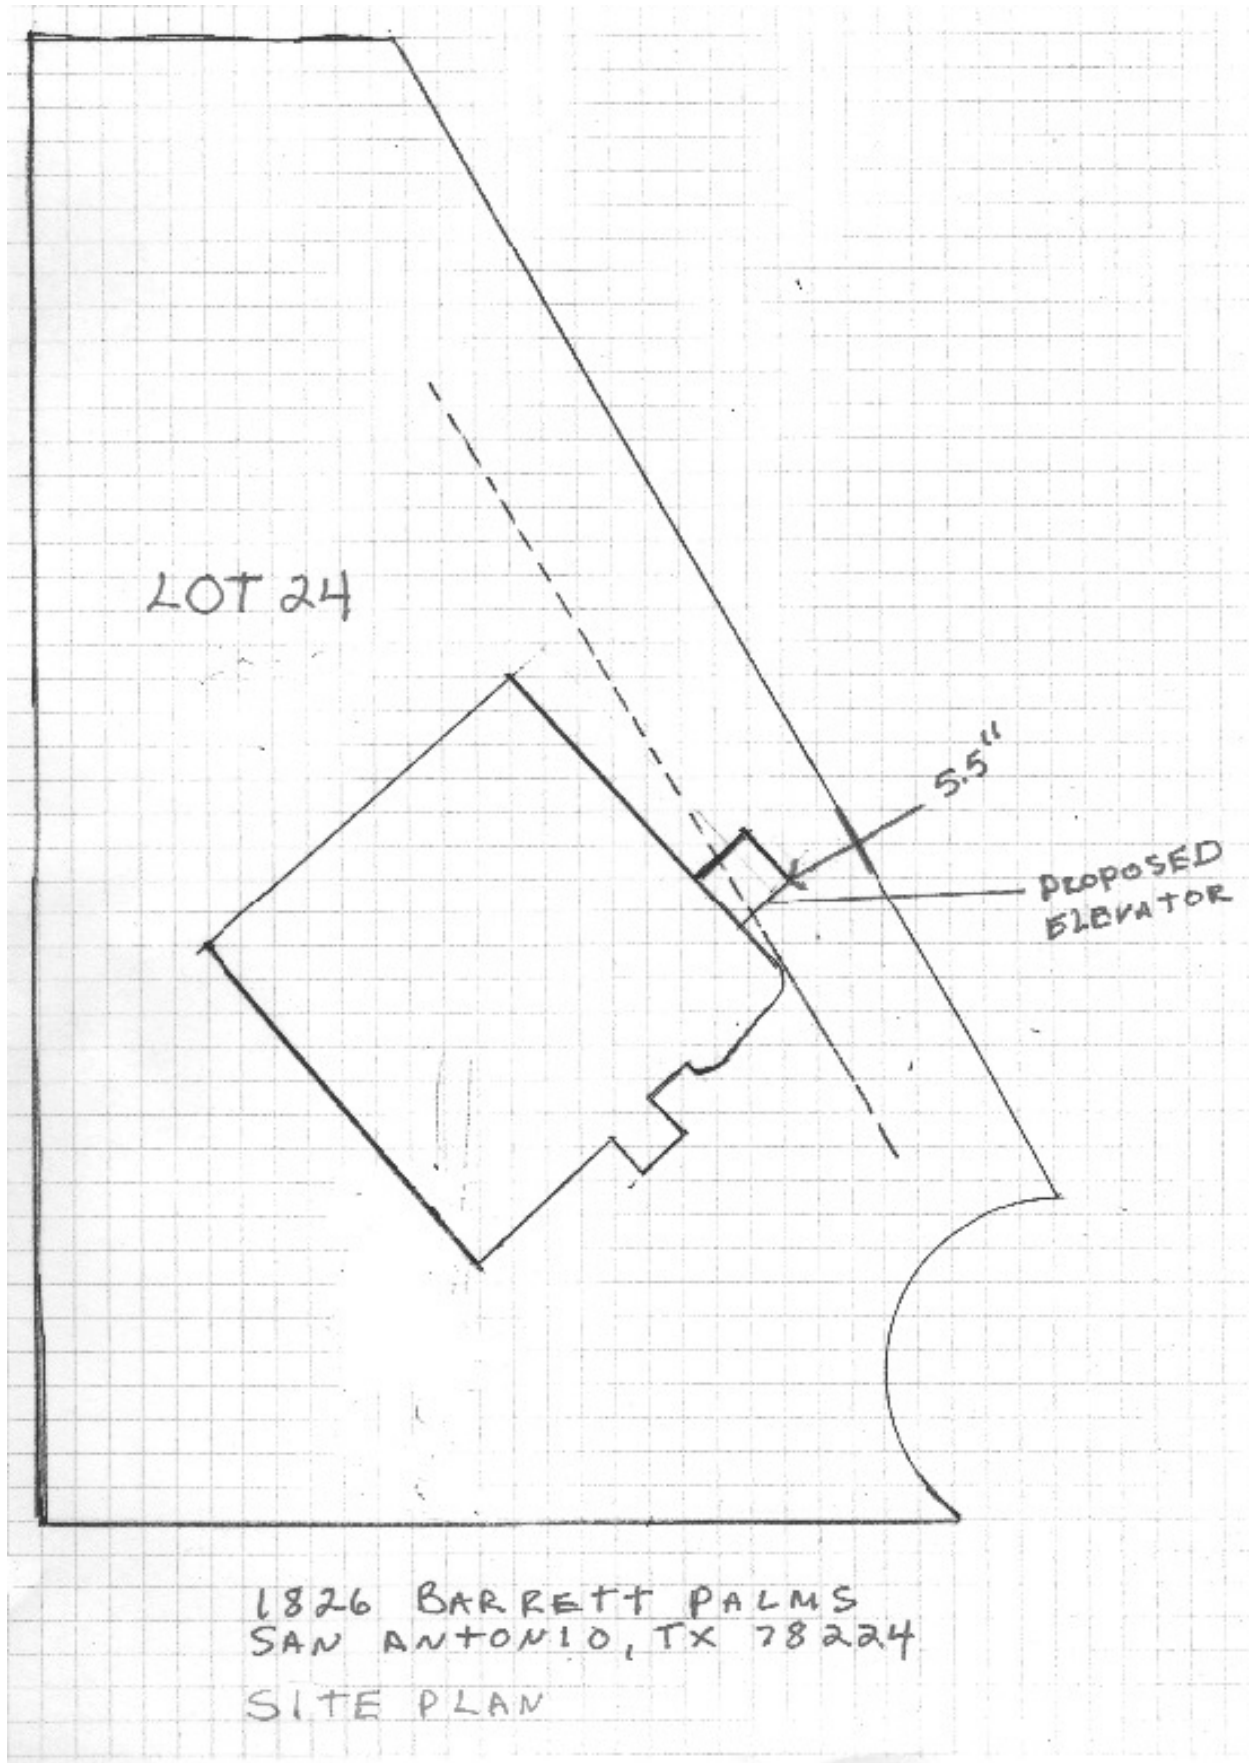 LOT 24
5.5"
PROPOSED
ELEVATOR
1826 BARRETT PALMS
SAN ANTONIO, TX 78224
SITE PLAN